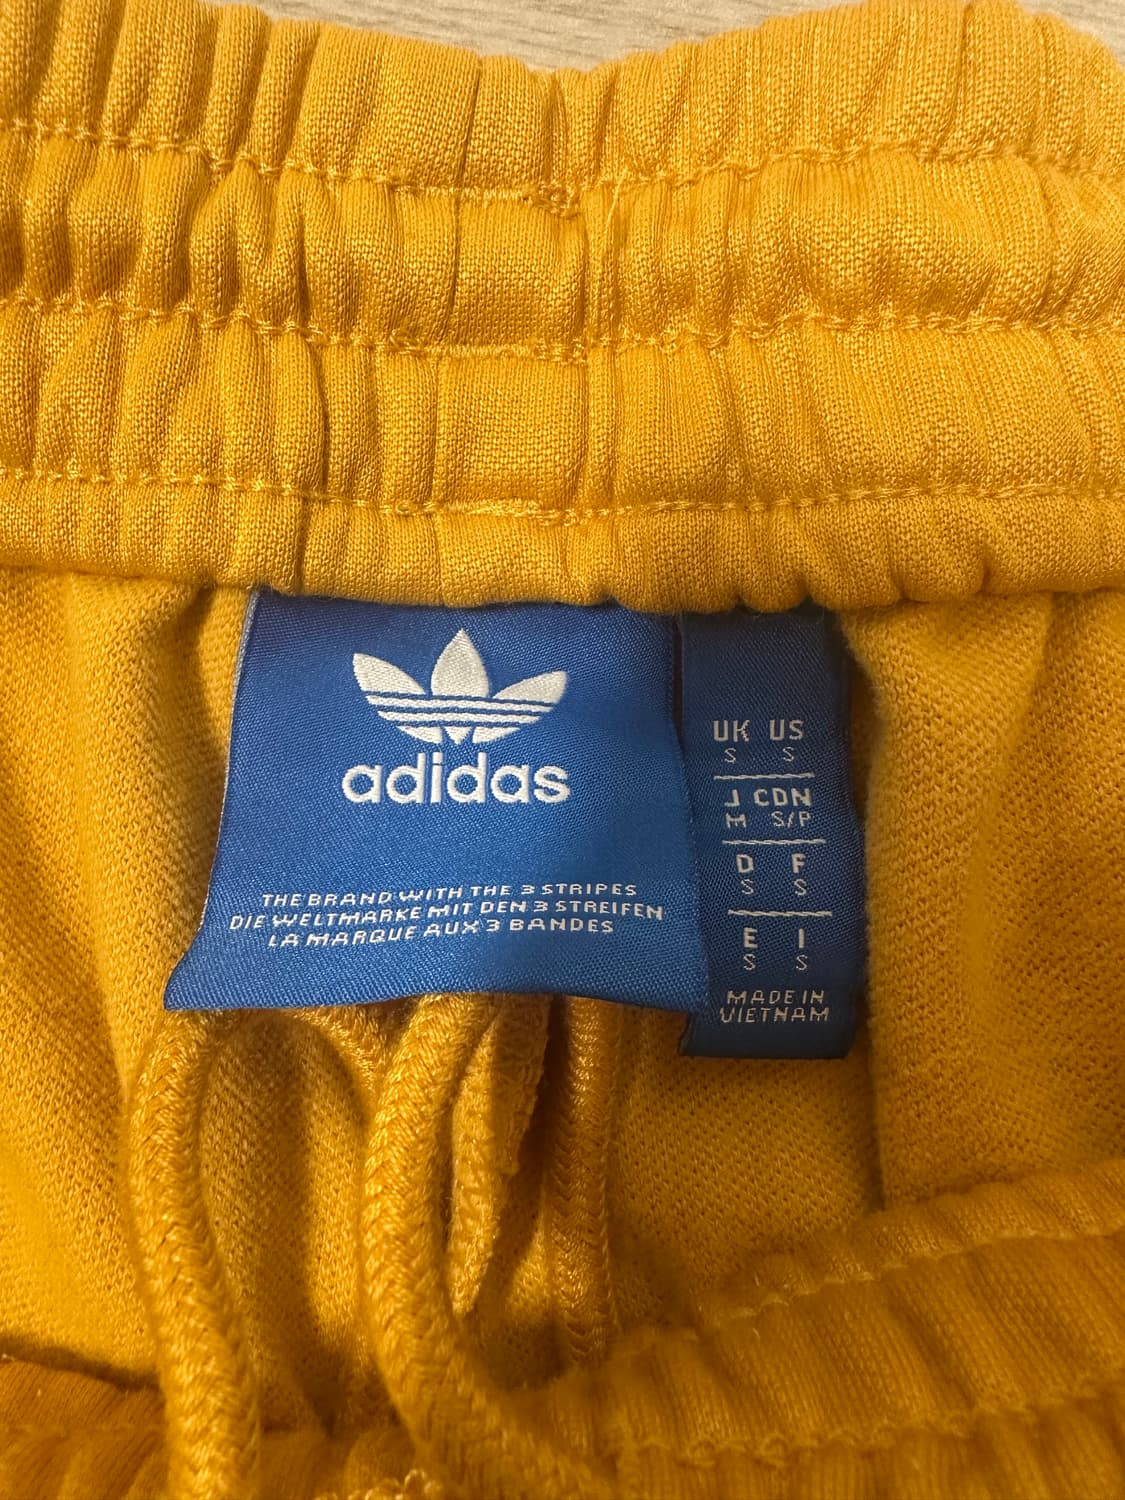 adidas
THE BRAND WITH THE 3 STRIPES
DIE WELTMARKE MIT DEN 3 STREIFEN
LA MARQUE AUX 3 BANDES
UK US
S S
J CDN
M S/P
D F
S S
E I
S S
MADE IN
VIETNAM